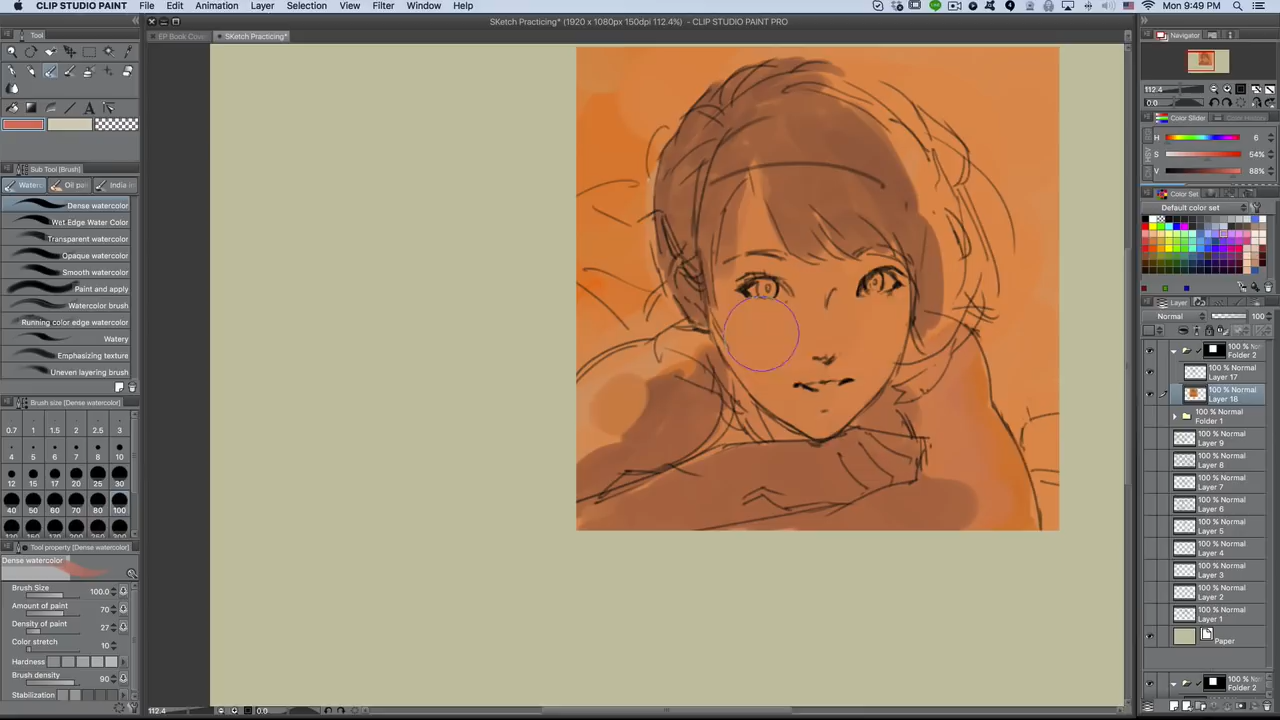 CLIP STUDIO PAINT PRO File Edit Animation Layer Selection View Filter Window Help Mon 9:49 PM
SKetch Practicing* (1920 x 1080px 150dpi 112.4%) - CLIP STUDIO PAINT PRO
EP Book Cov SKetch Practicing*
Tool
Sub Tool [Brush]
Waterc Oil p India in
Dense watercolor
Wet Edge Water Color
Transparent watercolor
Opaque watercolor
Smooth watercolor
Paint and apply
Watercolor brush
Running color edge watercolor
Watery
Emphasizing texture
Uneven layering brush
Brush size [Dense watercolor]
0.7 1 1.5 2 2.5 3
4 5 6 7 8 10
12 15 17 20 25 30
40 50 60 70 80 100
Tool property [Dense watercolor]
Dense watercolor
Brush Size 100.0
Amount of paint 70
Density of paint 27
Color stretch 10
Hardness
Brush density 90
Stabilization
112.4 0.0
Navigator
112.4
0.0
Color Slider
H 6
S 54%
V 88%
Color Set
Default color set
Layer
Normal 100
100 % Normal
Folder 2
100 % Normal
Layer 17
100 % Normal
Layer 18
100 % Normal
Folder 1
100 % Normal
Layer 9
100 % Normal
Layer 8
100 % Normal
Layer 7
100 % Normal
Layer 6
100 % Normal
Layer 5
100 % Normal
Layer 4
100 % Normal
Layer 3
100 % Normal
Layer 2
100 % Normal
Layer 1
Paper
Folder 2